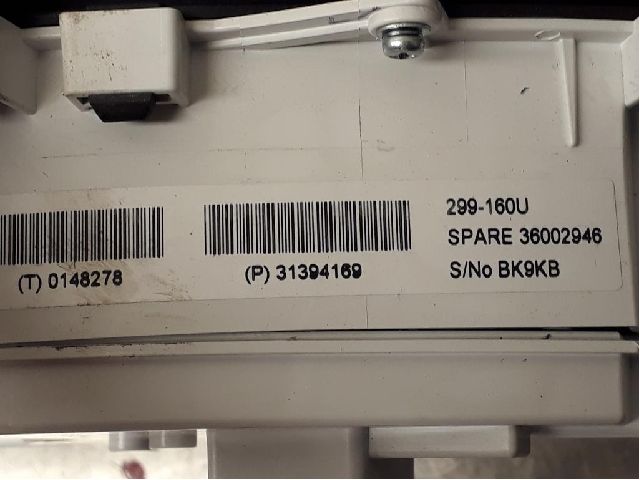 (T) 0148278
(P) 31394169
299-160U
SPARE 36002946
S/No BK9KB